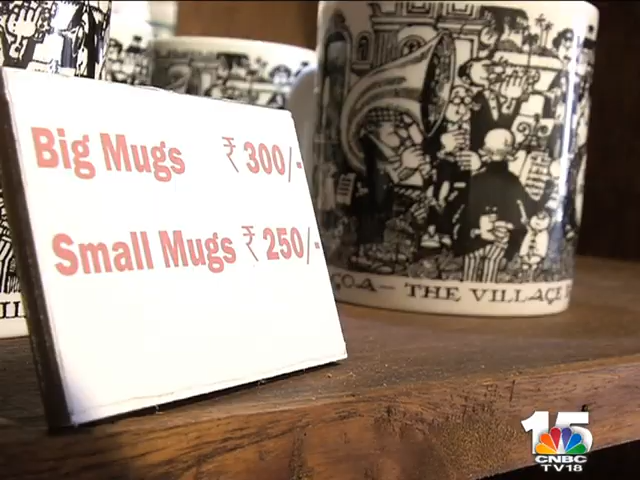 Big Mugs ₹ 300/-
Small Mugs ₹ 250/-
GOA — THE VILLAGE
15
CNBC
TV18